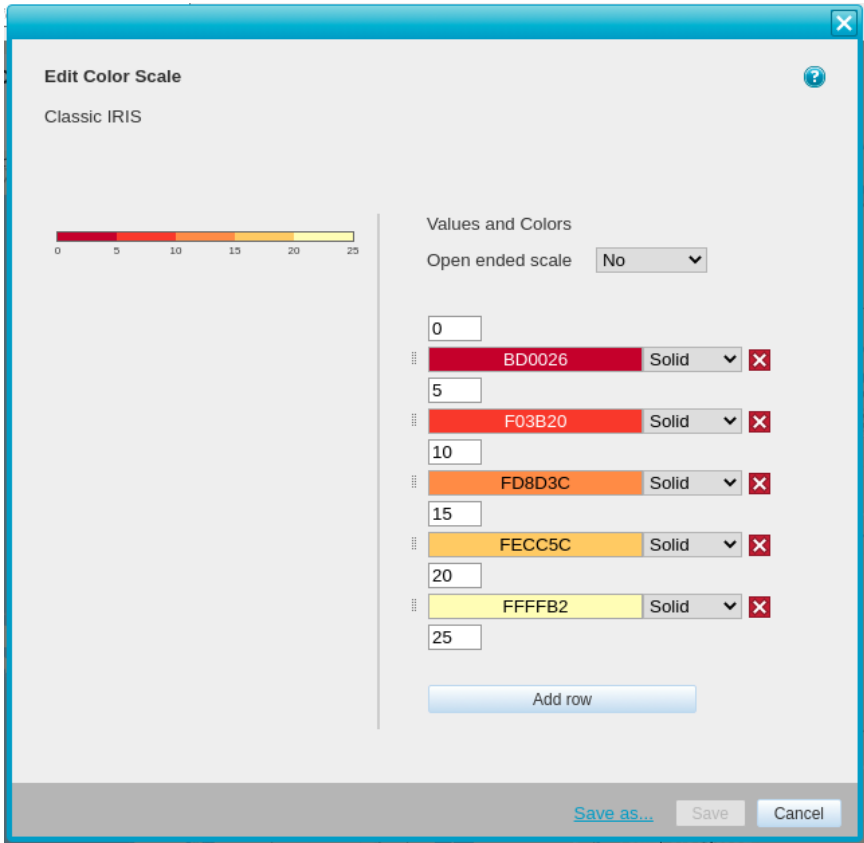 Edit Color Scale
?
Classic IRIS
0 5 10 15 20 25
Values and Colors
Open ended scale No
0
BD0026 Solid
5
F03B20 Solid
10
FD8D3C Solid
15
FECC5C Solid
20
FFFFB2 Solid
25
Add row
Save as... Save Cancel